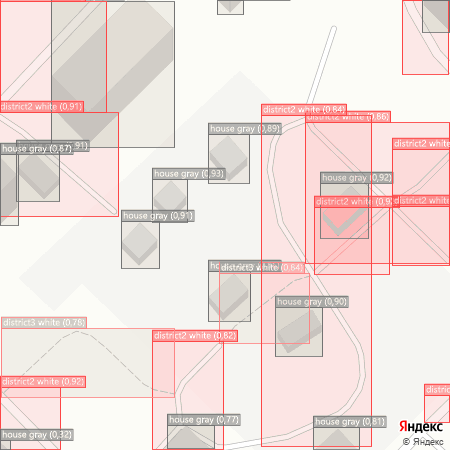 district2 white (0,91)
district2 white (0,84)
district2 white (0,86)
house gray (0,89)
district2 white
house gray (0,87)
91)
house gray (0,93)
house gray (0,92)
district2 white (0,9
district2 white
house gray (0,91)
house gray (0,
district3 white (0,84)
house gray (0,90)
district3 white (0,78)
district2 white (0,82)
district2 white (0,92)
house gray (0,77)
house gray (0,81)
Яндекс
house gray (0,32)
© Яндекс